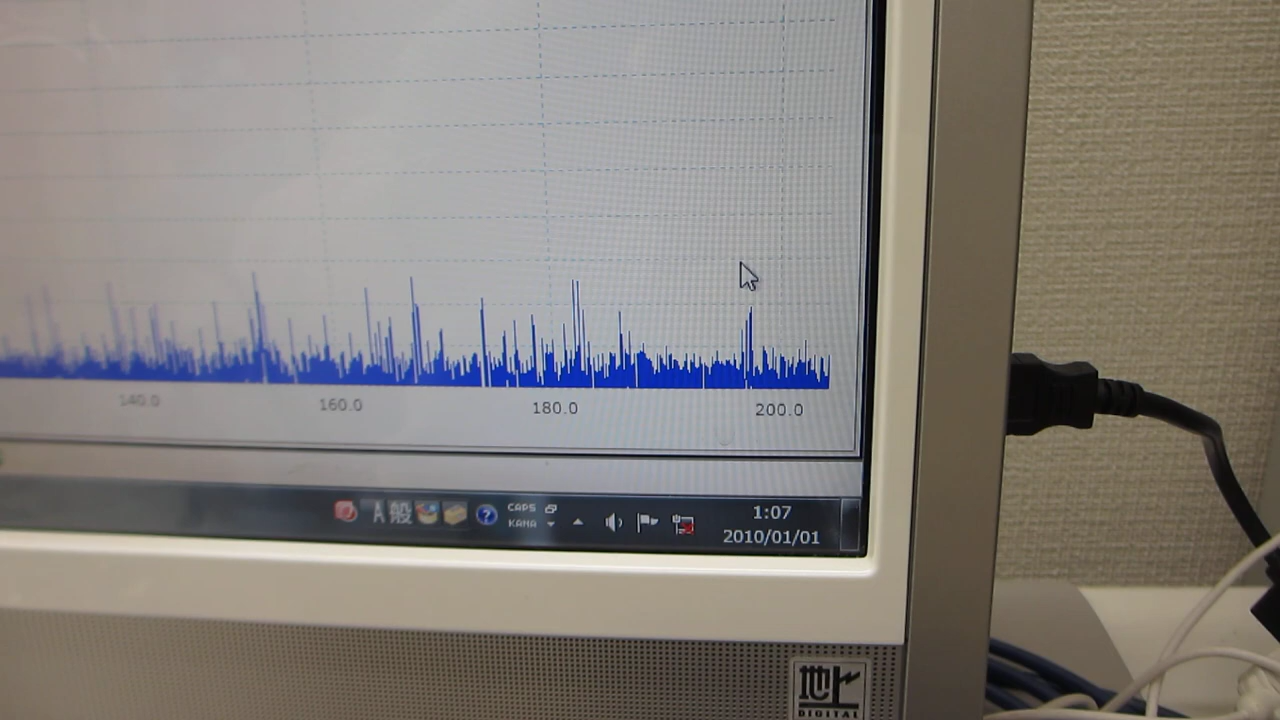 140.0 160.0 180.0 200.0
A 般 ? CAPS
KANA
1:07
2010/01/01
地上
DIGITAL